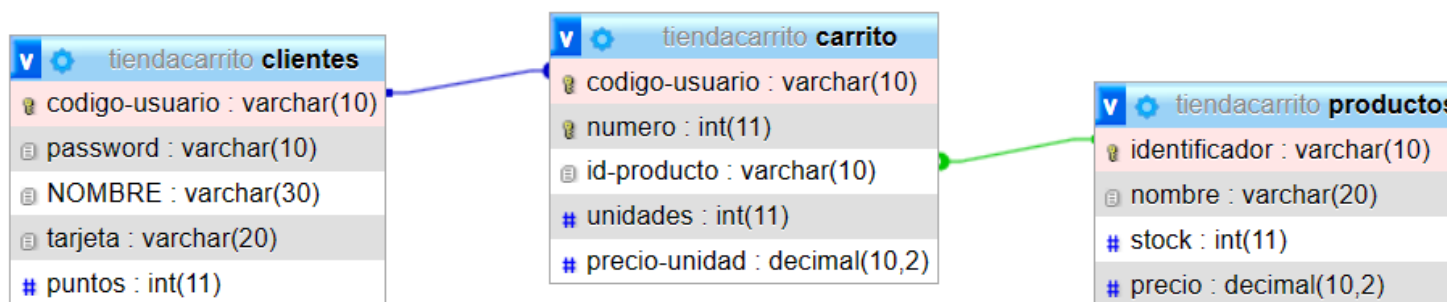 v tiendacarrito clientes
codigo-usuario : varchar(10)
password : varchar(10)
NOMBRE : varchar(30)
tarjeta : varchar(20)
# puntos : int(11)
v tiendacarrito carrito
codigo-usuario : varchar(10)
numero : int(11)
id-producto : varchar(10)
# unidades : int(11)
# precio-unidad : decimal(10,2)
v tiendacarrito productos
identificador : varchar(10)
nombre : varchar(20)
# stock : int(11)
# precio : decimal(10,2)